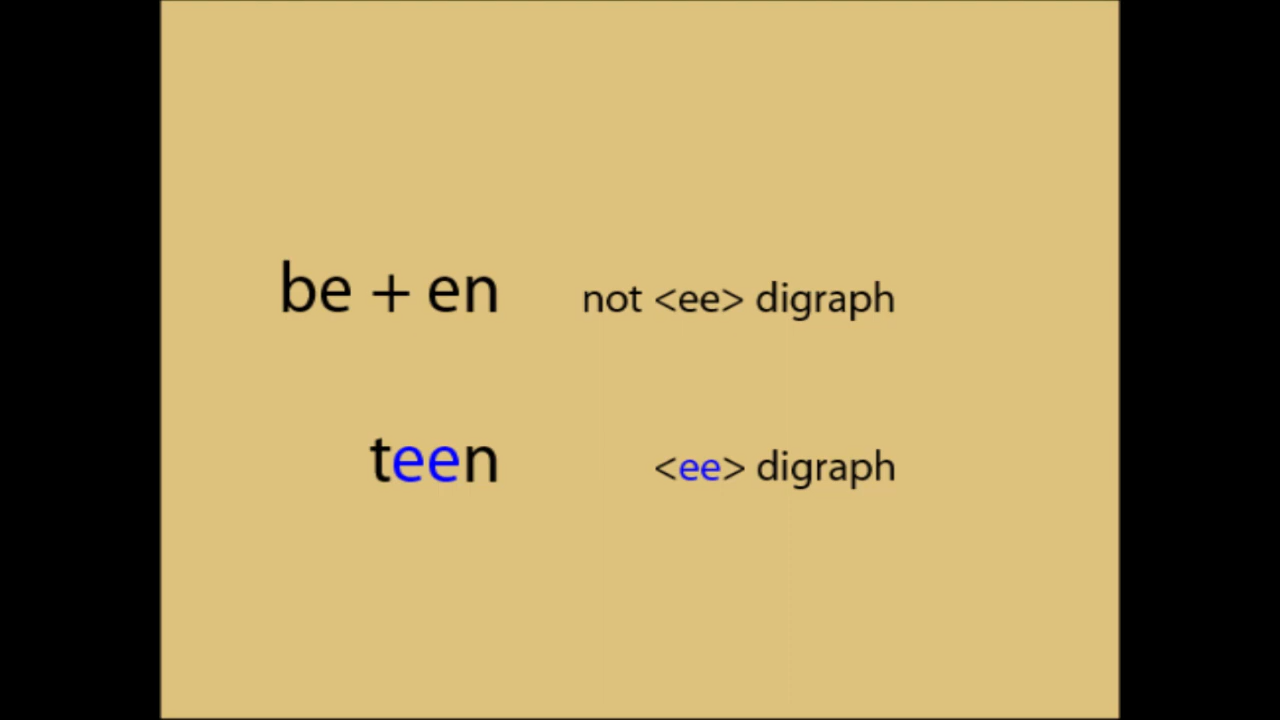 be + en not <ee> digraph
teen <ee> digraph